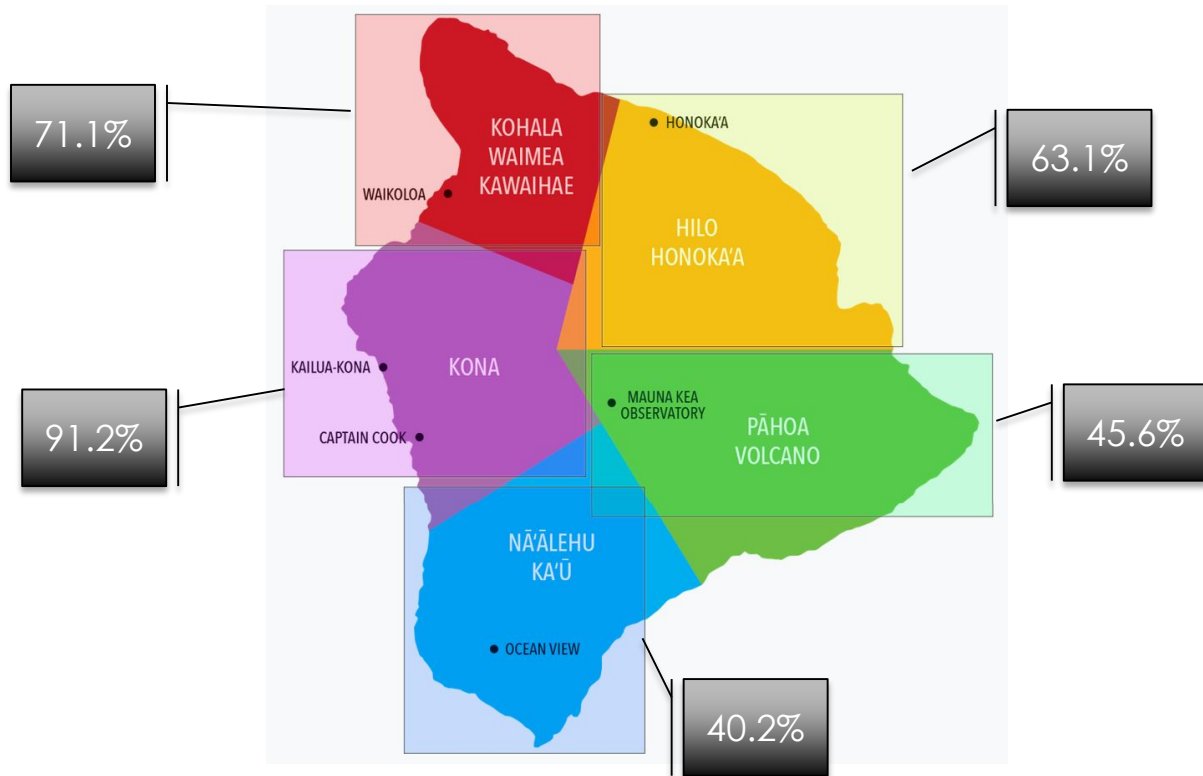 71.1%
KOHALA
WAIMEA
KAWAIHAE
WAIKOLOA
HONOKA‘A
HILO
HONOKA‘A
63.1%
91.2%
KAILUA-KONA
KONA
CAPTAIN COOK
MAUNA KEA
OBSERVATORY
PĀHOA
VOLCANO
45.6%
NĀ‘ĀLEHU
KA‘Ū
OCEAN VIEW
40.2%